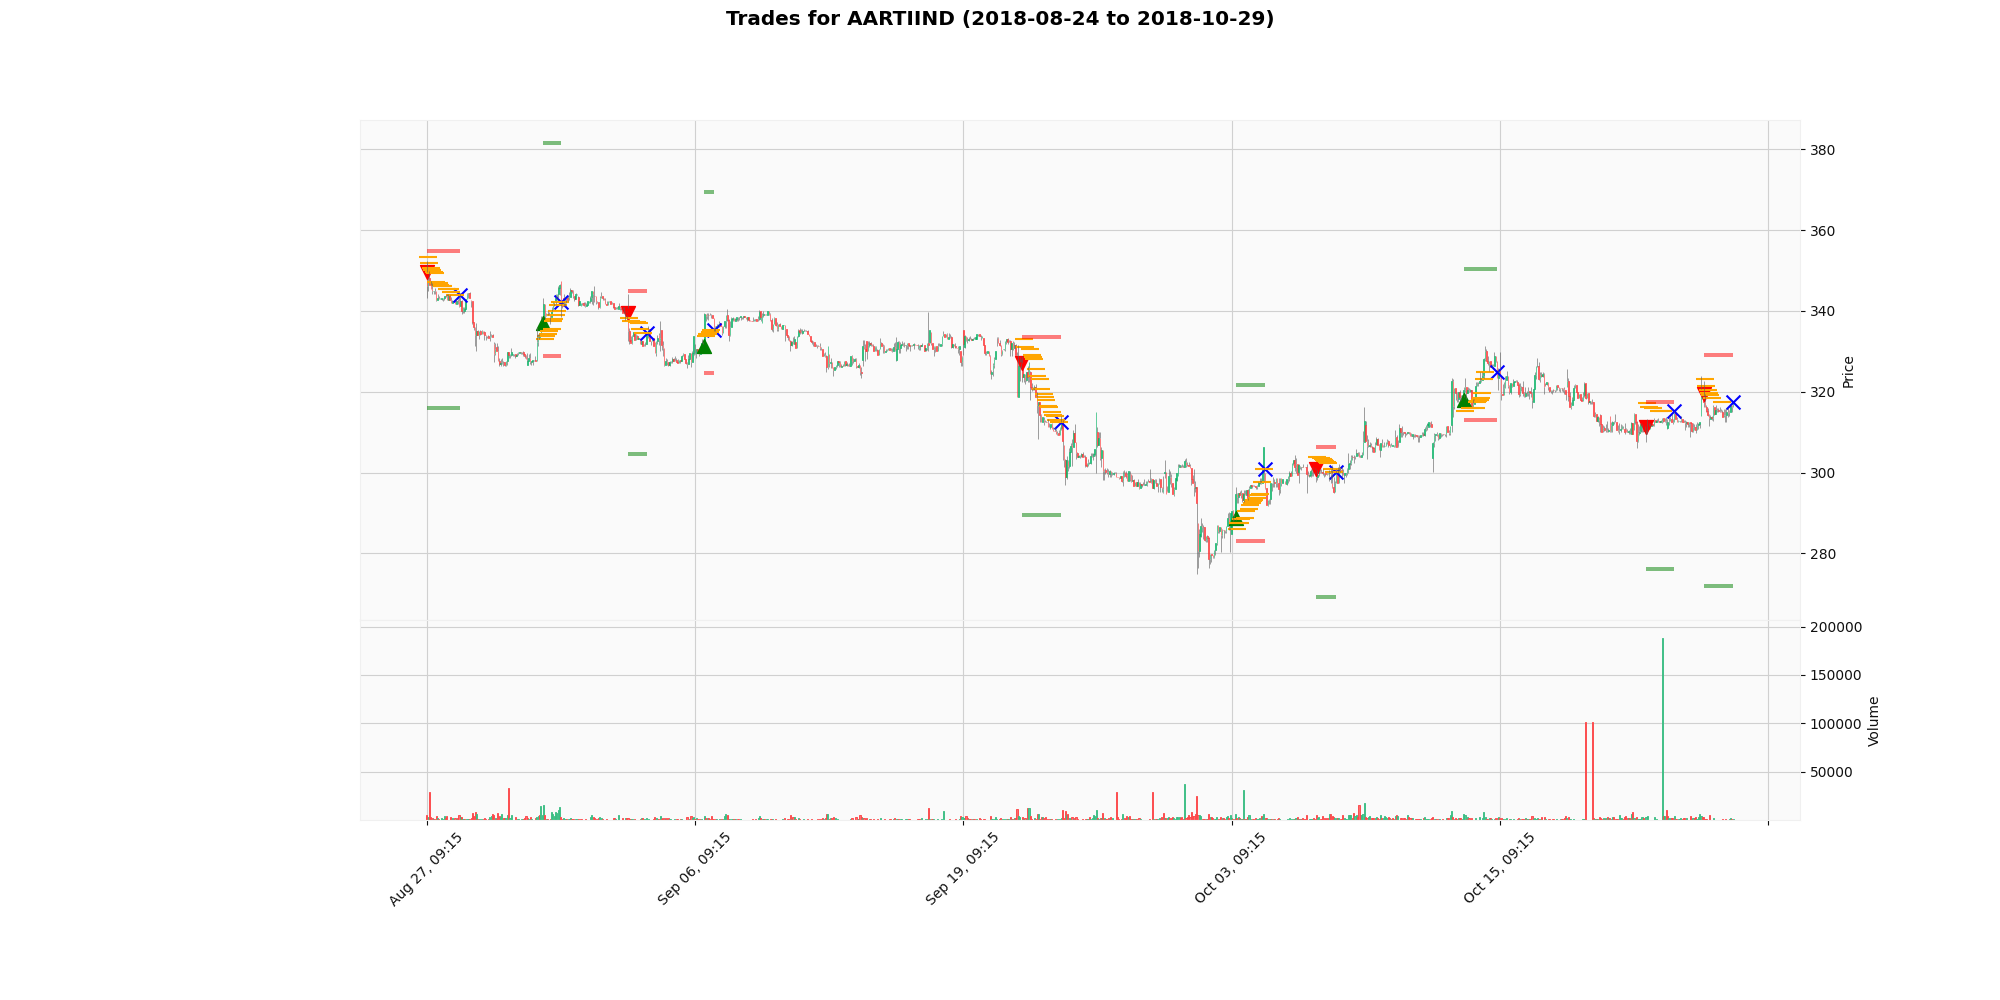 Trades for AARTIIND (2018-08-24 to 2018-10-29)
380
360
340
320
300
280
Price
200000
150000
100000
50000
Volume
Aug 27, 09:15
Sep 06, 09:15
Sep 19, 09:15
Oct 03, 09:15
Oct 15, 09:15